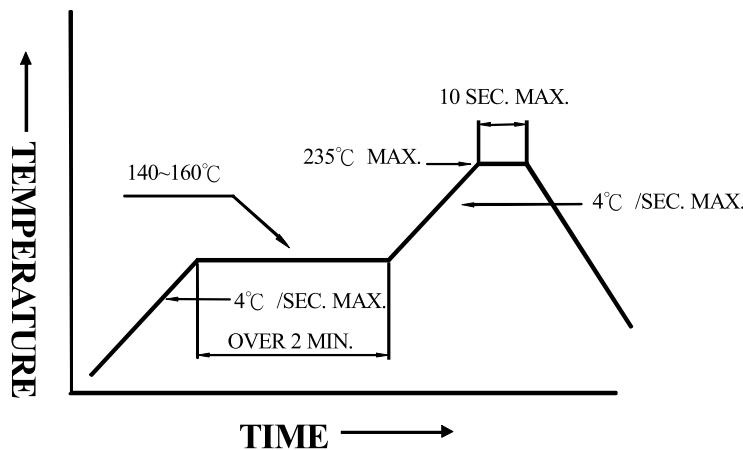 10 SEC. MAX.
235℃ MAX.
140~160℃
4℃ /SEC. MAX.
4℃ /SEC. MAX.
OVER 2 MIN.
TEMPERATURE
TIME